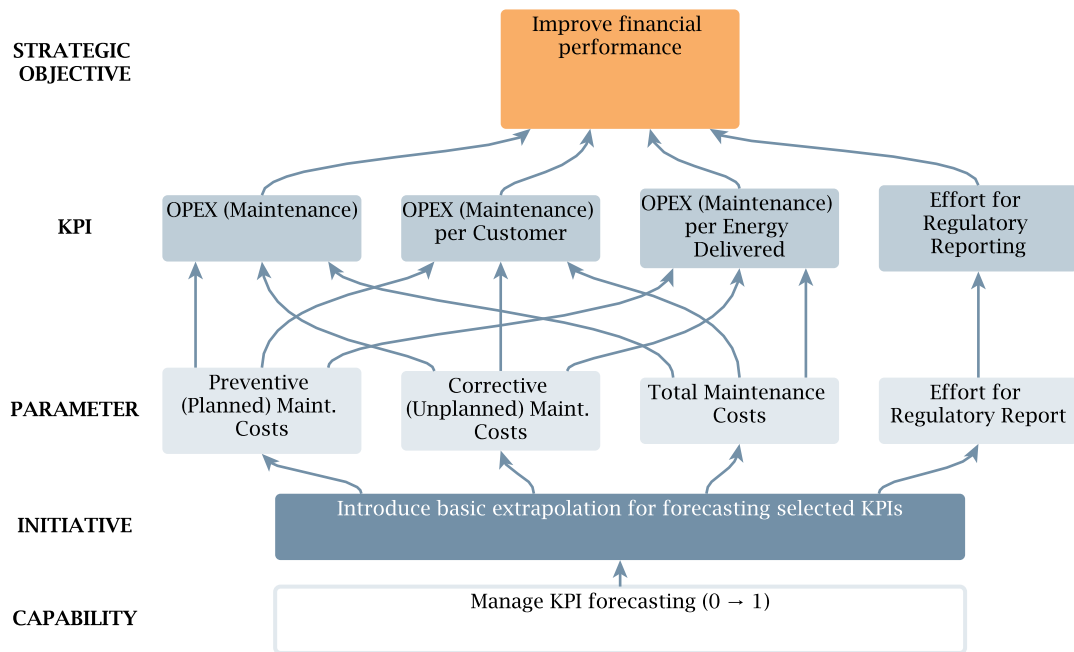 STRATEGIC
OBJECTIVE
Improve financial
performance
KPI
OPEX (Maintenance)
OPEX (Maintenance)
per Customer
OPEX (Maintenance)
per Energy
Delivered
Effort for
Regulatory
Reporting
PARAMETER
Preventive
(Planned) Maint.
Costs
Corrective
(Unplanned) Maint.
Costs
Total Maintenance
Costs
Effort for
Regulatory Report
INITIATIVE
Introduce basic extrapolation for forecasting selected KPIs
CAPABILITY
Manage KPI forecasting (0 → 1)